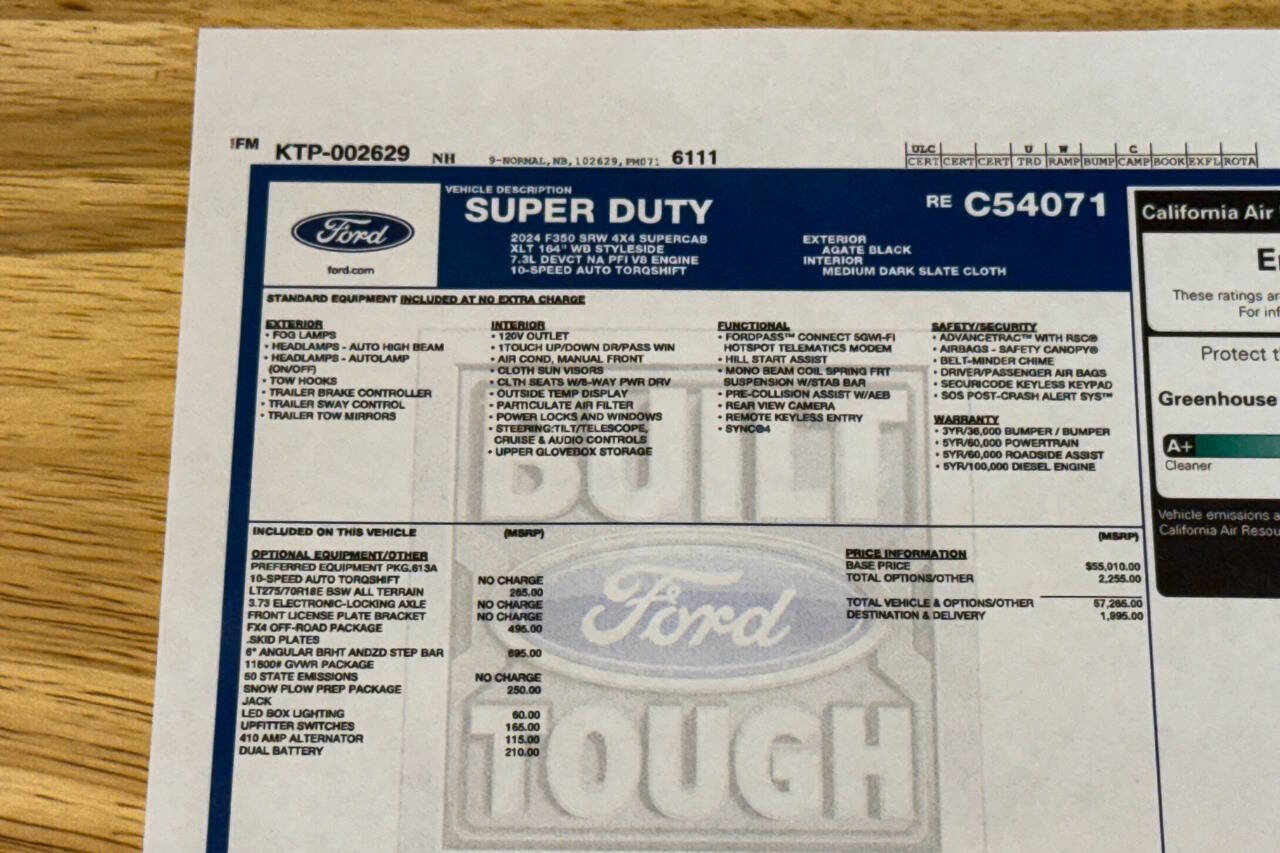 FM KTP-002629 NH 9-NORMAL,NB,102629,PM071 6111
ULC U W C
CERT CERT CERT TRD RAMP BUMP CAMP BOOK EXFL ROTA
Ford
ford.com
VEHICLE DESCRIPTION
SUPER DUTY
2024 F350 SRW 4X4 SUPERCAB
XLT 164" WB STYLESIDE
7.3L DEVCT NA PFI V8 ENGINE
10-SPEED AUTO TORQSHIFT
RE C54071
EXTERIOR
AGATE BLACK
INTERIOR
MEDIUM DARK SLATE CLOTH
STANDARD EQUIPMENT INCLUDED AT NO EXTRA CHARGE
EXTERIOR
• FOG LAMPS
• HEADLAMPS - AUTO HIGH BEAM
• HEADLAMPS - AUTOLAMP
(ON/OFF)
• TOW HOOKS
• TRAILER BRAKE CONTROLLER
• TRAILER SWAY CONTROL
• TRAILER TOW MIRRORS
INTERIOR
• 120V OUTLET
• 1TOUCH UP/DOWN DR/PASS WIN
• AIR COND, MANUAL FRONT
• CLOTH SUN VISORS
• CLTH SEATS W/8-WAY PWR DRV
• OUTSIDE TEMP DISPLAY
• PARTICULATE AIR FILTER
• POWER LOCKS AND WINDOWS
• STEERING:TILT/TELESCOPE,
CRUISE & AUDIO CONTROLS
• UPPER GLOVEBOX STORAGE
FUNCTIONAL
• FORDPASS™ CONNECT 5GWI-FI
HOTSPOT TELEMATICS MODEM
• HILL START ASSIST
• MONO BEAM COIL SPRING FRT
SUSPENSION W/STAB BAR
• PRE-COLLISION ASSIST W/AEB
• REAR VIEW CAMERA
• REMOTE KEYLESS ENTRY
• SYNC®4
SAFETY/SECURITY
• ADVANCETRAC™ WITH RSC®
• AIRBAGS - SAFETY CANOPY®
• BELT-MINDER CHIME
• DRIVER/PASSENGER AIR BAGS
• SECURICODE KEYLESS KEYPAD
• SOS POST-CRASH ALERT SYS™
WARRANTY
• 3YR/36,000 BUMPER / BUMPER
• 5YR/60,000 POWERTRAIN
• 5YR/60,000 ROADSIDE ASSIST
• 5YR/100,000 DIESEL ENGINE
INCLUDED ON THIS VEHICLE (MSRP)
OPTIONAL EQUIPMENT/OTHER
PREFERRED EQUIPMENT PKG.613A
10-SPEED AUTO TORQSHIFT NO CHARGE
LT275/70R18E BSW ALL TERRAIN 265.00
3.73 ELECTRONIC-LOCKING AXLE NO CHARGE
FRONT LICENSE PLATE BRACKET NO CHARGE
FX4 OFF-ROAD PACKAGE 495.00
.SKID PLATES
6" ANGULAR BRHT ANDZD STEP BAR 695.00
11800# GVWR PACKAGE
50 STATE EMISSIONS NO CHARGE
SNOW PLOW PREP PACKAGE 250.00
JACK
LED BOX LIGHTING 60.00
UPFITTER SWITCHES 165.00
410 AMP ALTERNATOR 115.00
DUAL BATTERY 210.00
(MSRP)
PRICE INFORMATION
BASE PRICE $55,010.00
TOTAL OPTIONS/OTHER 2,255.00
TOTAL VEHICLE & OPTIONS/OTHER 57,265.00
DESTINATION & DELIVERY 1,995.00
BUILT
Ford
TOUGH
California Air
These ratings
For
Protect
Greenhouse
A+
Cleaner
Vehicle emissions
California Air